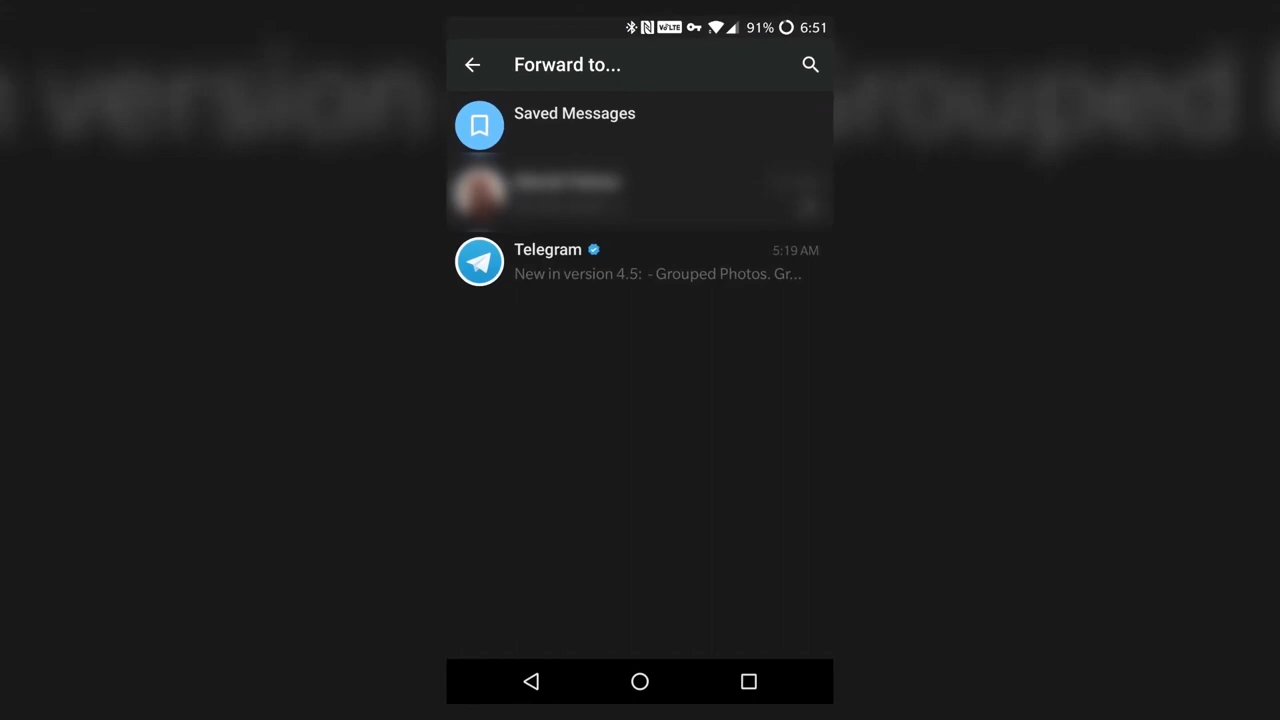 VoLTE 91% 6:51
Forward to...
Saved Messages
Telegram 5:19 AM
New in version 4.5: - Grouped Photos. Gr...